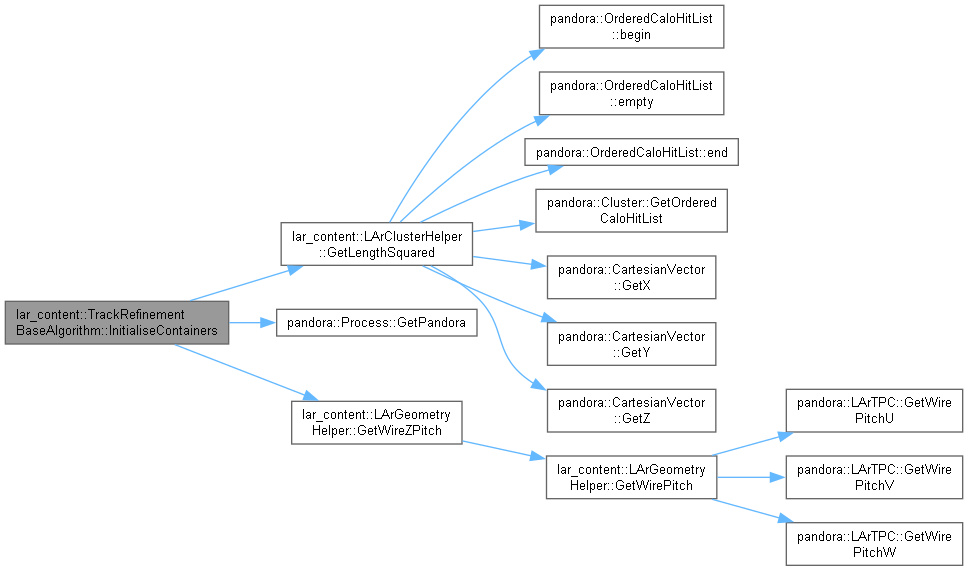 lar_content::TrackRefinement
BaseAlgorithm::InitialiseContainers
lar_content::LArClusterHelper
::GetLengthSquared
pandora::Process::GetPandora
lar_content::LArGeometry
Helper::GetWireZPitch
pandora::OrderedCaloHitList
::begin
pandora::OrderedCaloHitList
::empty
pandora::OrderedCaloHitList::end
pandora::Cluster::GetOrdered
CaloHitList
pandora::CartesianVector
::GetX
pandora::CartesianVector
::GetY
pandora::CartesianVector
::GetZ
lar_content::LArGeometry
Helper::GetWirePitch
pandora::LArTPC::GetWire
PitchU
pandora::LArTPC::GetWire
PitchV
pandora::LArTPC::GetWire
PitchW